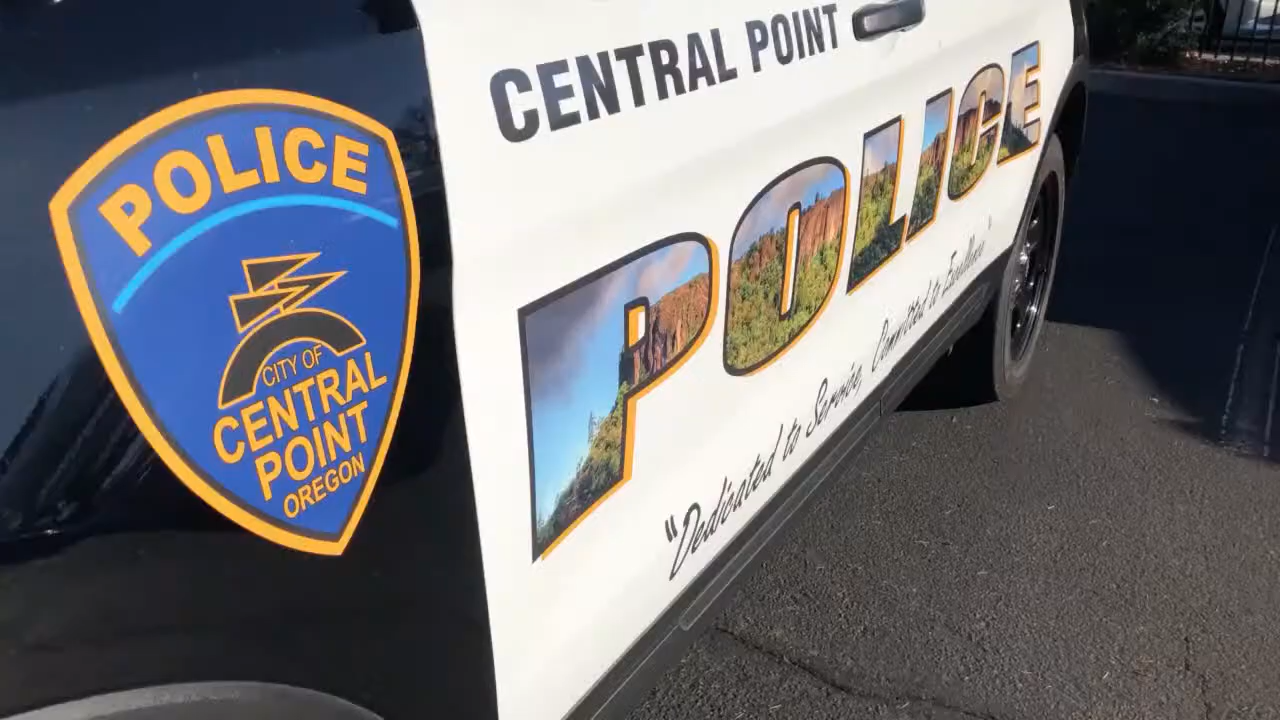 POLICE
CITY OF
CENTRAL
POINT
OREGON
CENTRAL POINT
POLICE
"Dedicated to Service, Committed to Excellence"